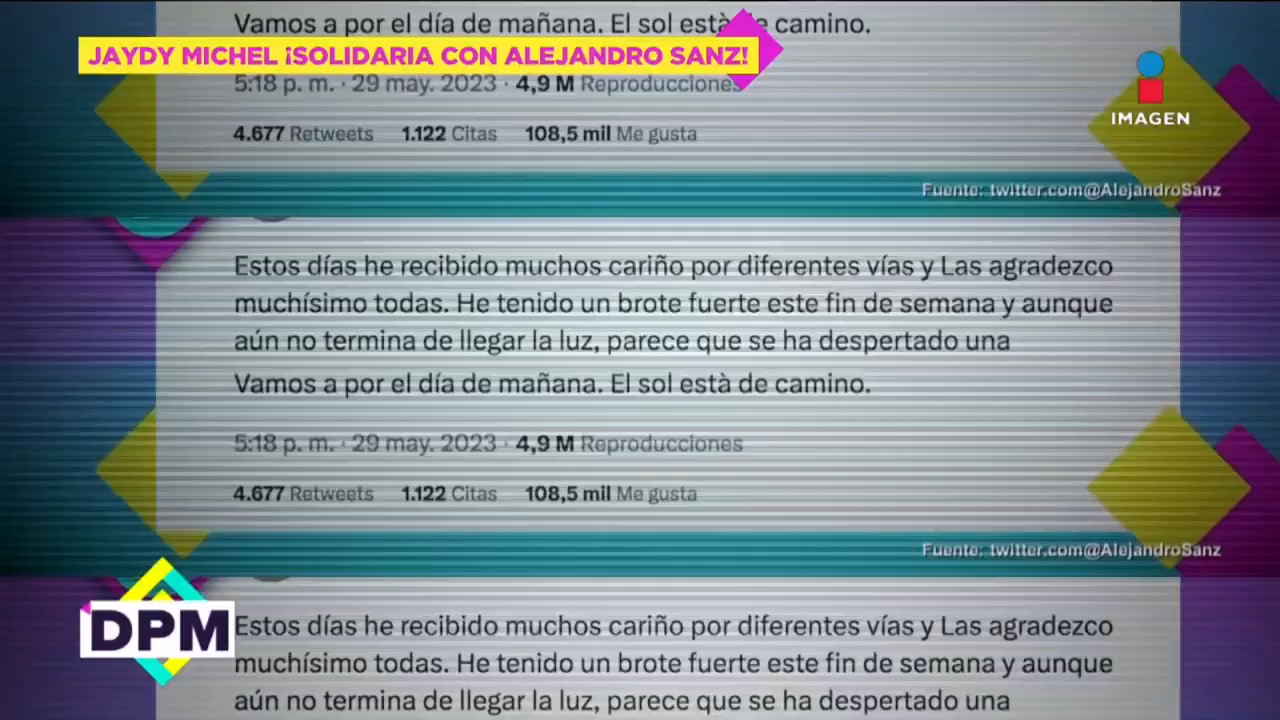 Vamos a por el día de mañana. El sol està de camino.
JAYDY MICHEL ¡SOLIDARIA CON ALEJANDRO SANZ!
5:18 p. m. · 29 may. 2023 · 4,9 M Reproducciones
IMAGEN
4.677 Retweets 1.122 Citas 108,5 mil Me gusta
Fuente: twitter.com@AlejandroSanz
Estos días he recibido muchos cariño por diferentes vías y Las agradezco
muchísimo todas. He tenido un brote fuerte este fin de semana y aunque
aún no termina de llegar la luz, parece que se ha despertado una
Vamos a por el día de mañana. El sol està de camino.
5:18 p. m. · 29 may. 2023 · 4,9 M Reproducciones
4.677 Retweets 1.122 Citas 108,5 mil Me gusta
Fuente: twitter.com@AlejandroSanz
DPM
Estos días he recibido muchos cariño por diferentes vías y Las agradezco
muchísimo todas. He tenido un brote fuerte este fin de semana y aunque
aún no termina de llegar la luz, parece que se ha despertado una